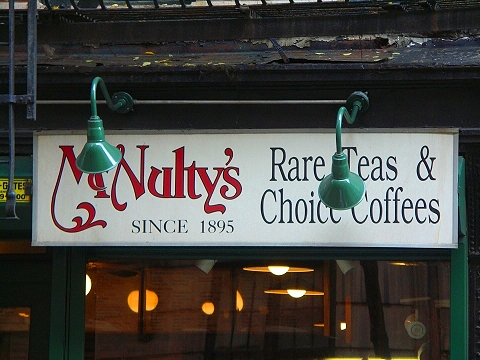 McNulty's
SINCE 1895
Rare Teas &
Choice Coffees